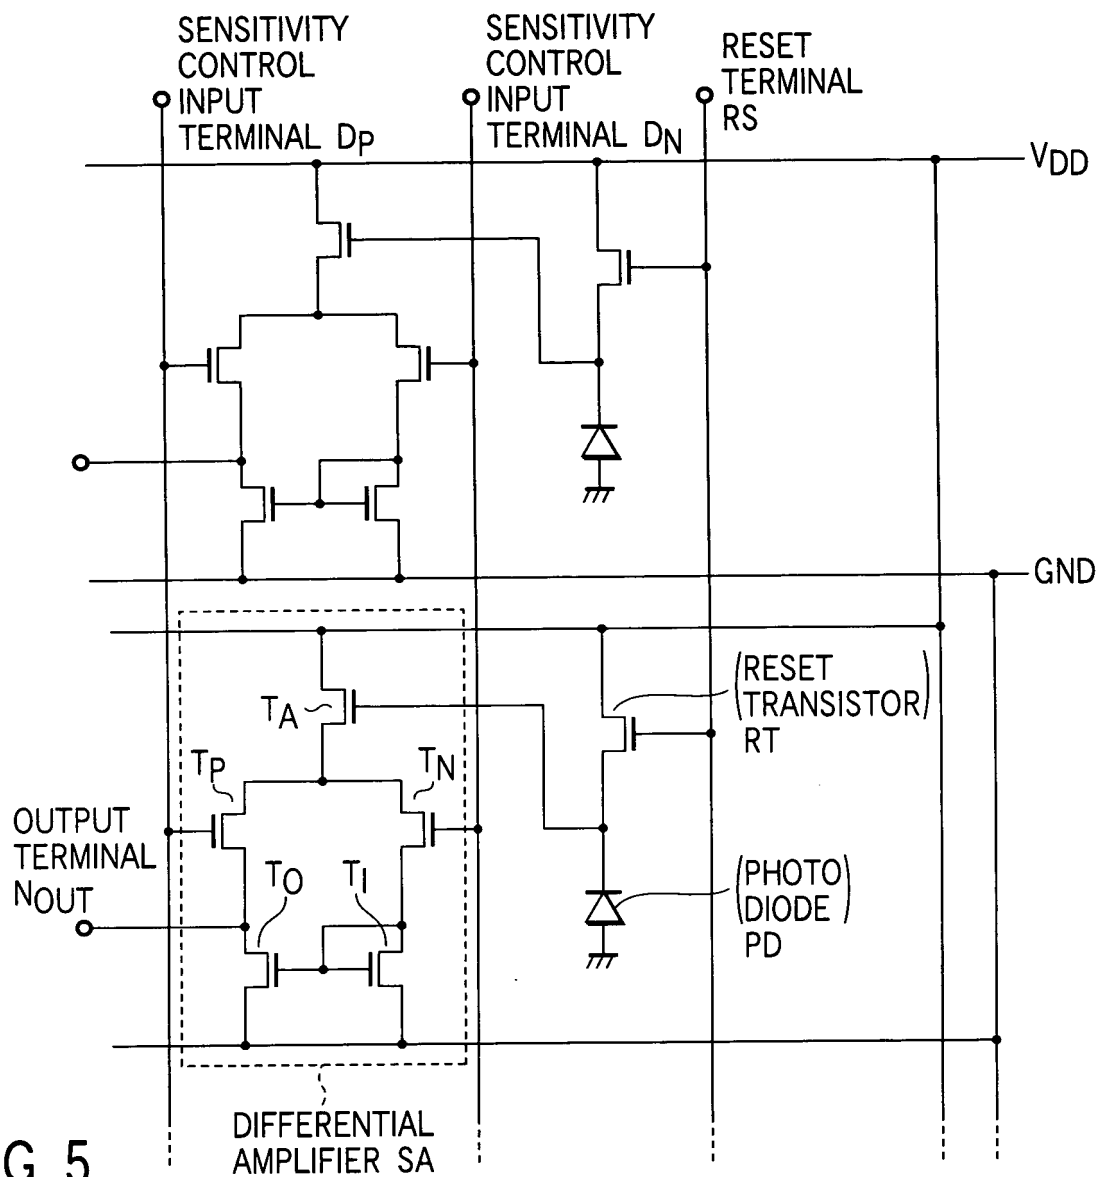 SENSITIVITY
CONTROL
INPUT
TERMINAL DP
SENSITIVITY
CONTROL
INPUT
TERMINAL DN
RESET
TERMINAL
RS
VDD
GND
TA
(RESET
TRANSISTOR)
RT
TP
TN
OUTPUT
TERMINAL
NOUT
TO
TI
(PHOTO
DIODE)
PD
DIFFERENTIAL
AMPLIFIER SA
G 5